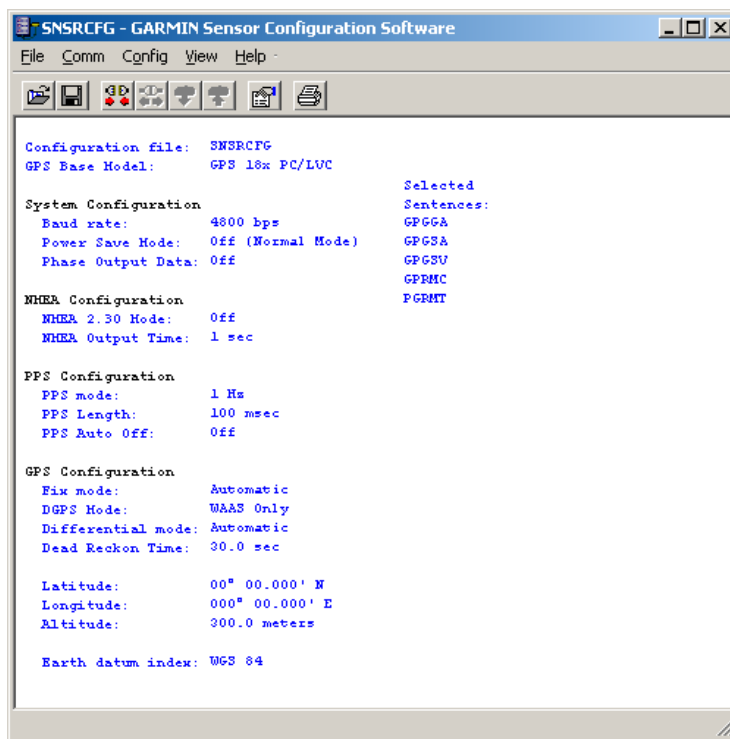 SNSRCFG - GARMIN Sensor Configuration Software
File Comm Config View Help
Configuration file: SNSRCFG
GPS Base Model: GPS 18x PC/LVC
Selected
System Configuration Sentences:
Baud rate: 4800 bps GPGGA
Power Save Mode: Off (Normal Mode) GPGSA
Phase Output Data: Off GPGSV
GPRMC
NMEA Configuration PGRMT
NMEA 2.30 Mode: Off
NMEA Output Time: 1 sec
PPS Configuration
PPS mode: 1 Hz
PPS Length: 100 msec
PPS Auto Off: Off
GPS Configuration
Fix mode: Automatic
DGPS Mode: WAAS Only
Differential mode: Automatic
Dead Reckon Time: 30.0 sec
Latitude: 00° 00.000' N
Longitude: 000° 00.000' E
Altitude: 300.0 meters
Earth datum index: WGS 84